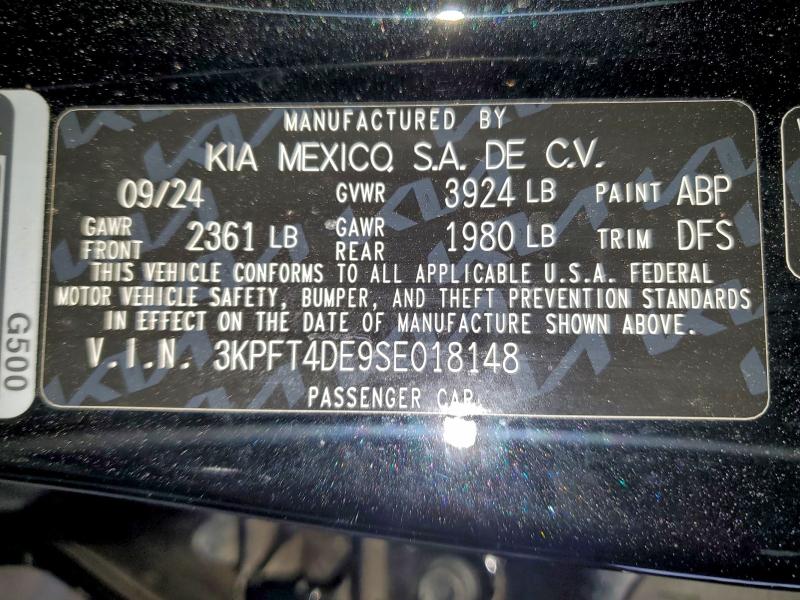 MANUFACTURED BY
KIA MEXICO, S.A. DE C.V.
09/24 GVWR 3924 LB PAINT ABP
GAWR FRONT 2361 LB GAWR REAR 1980 LB TRIM DFS
THIS VEHICLE CONFORMS TO ALL APPLICABLE U.S.A. FEDERAL
MOTOR VEHICLE SAFETY, BUMPER, AND THEFT PREVENTION STANDARDS
IN EFFECT ON THE DATE OF MANUFACTURE SHOWN ABOVE.
V.I.N. 3KPFT4DE9SE018148
PASSENGER CAR
G500